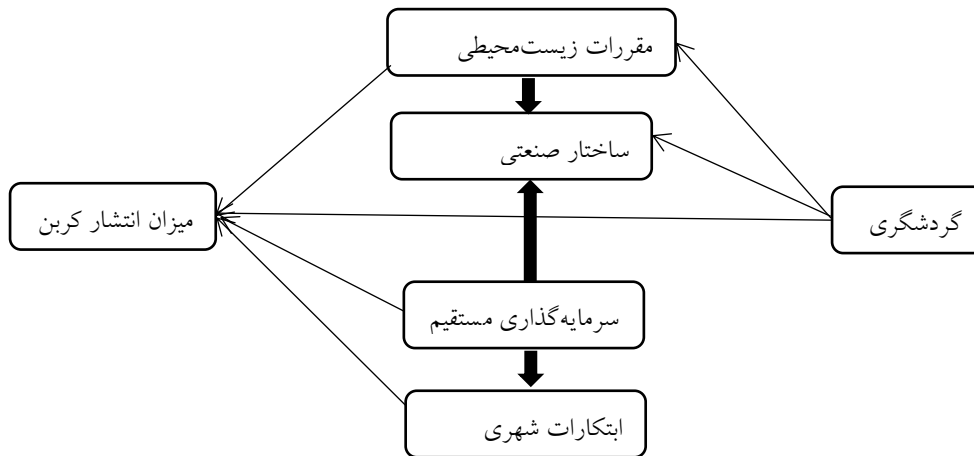 مقررات زیست‌محیطی
ساختار صنعتی
گردشگری
میزان انتشار کربن
سرمایه‌گذاری مستقیم
ابتکارات شهری